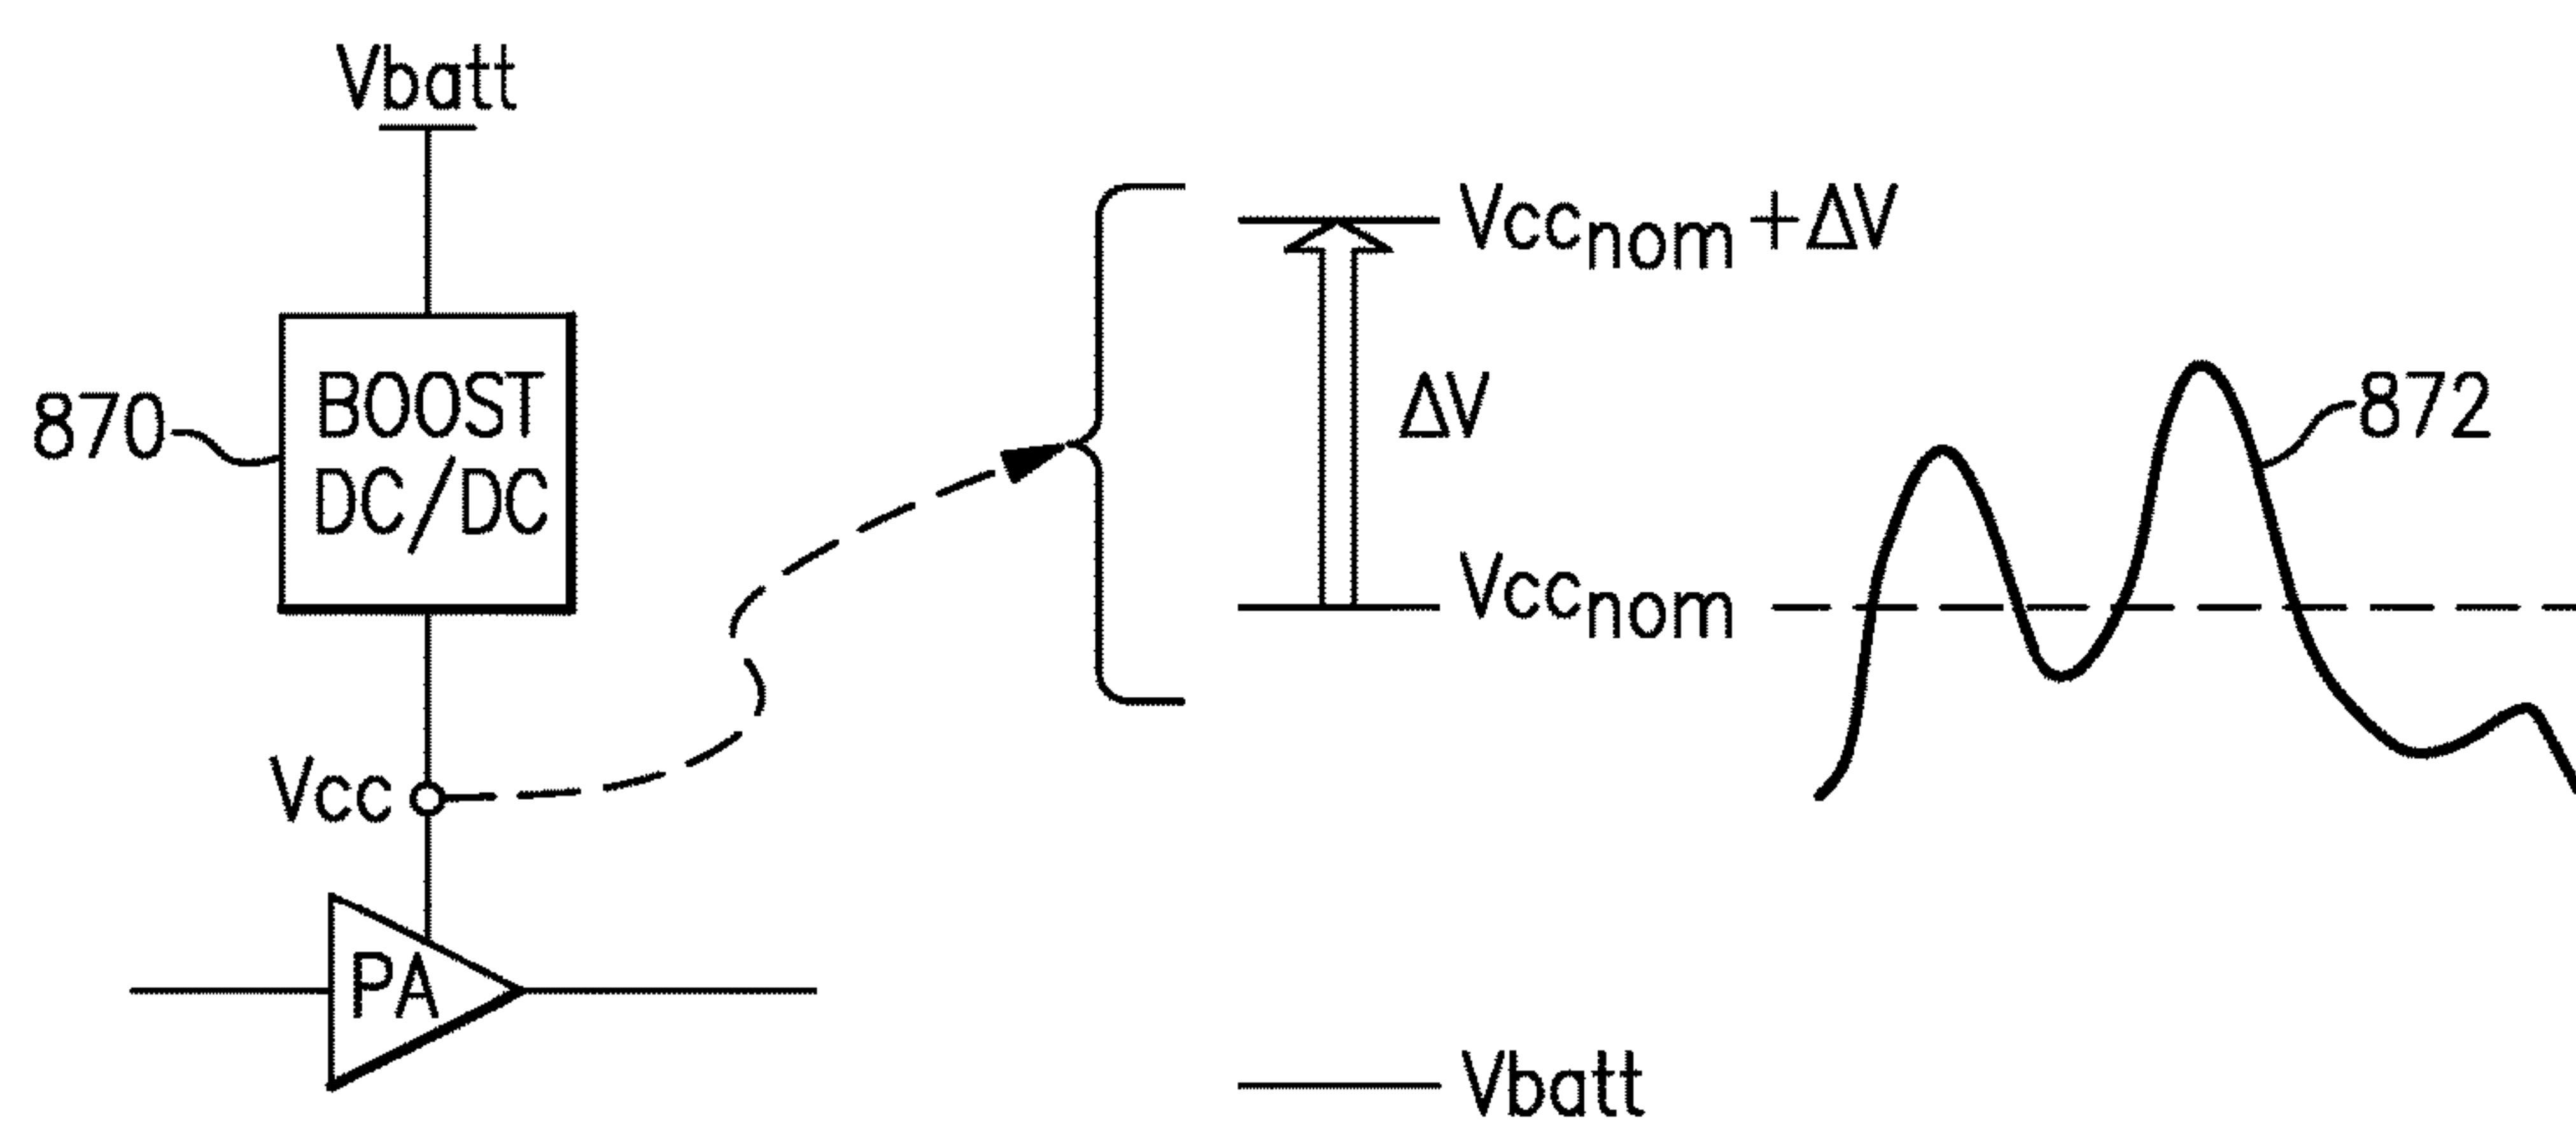 Vbatt
870
BOOST
DC/DC
Vcc
PA
Vccnom+ΔV
ΔV
Vccnom
872
Vbatt